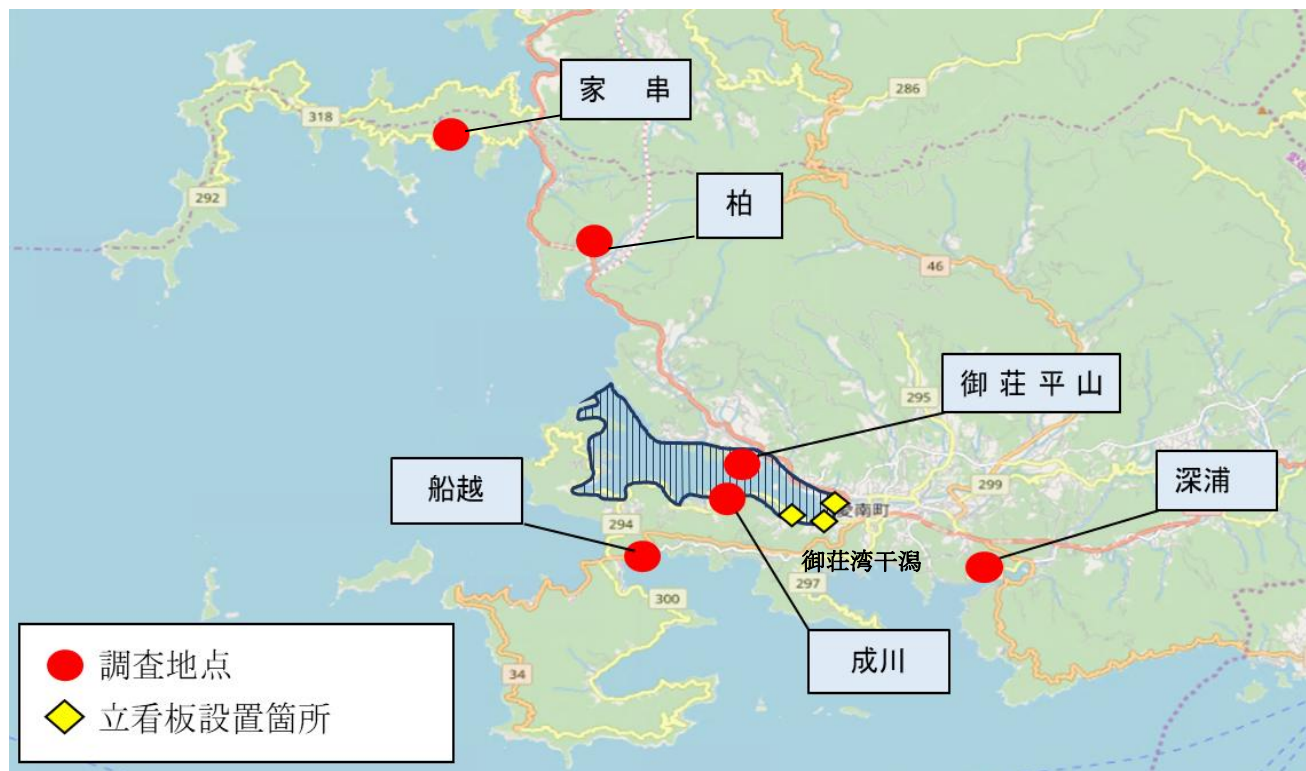 家 串
286
318
292
柏
46
御 荘 平 山
295
船越
深浦
299
愛南町
294
御荘湾干潟
297
300
成川
34
調査地点
立看板設置箇所